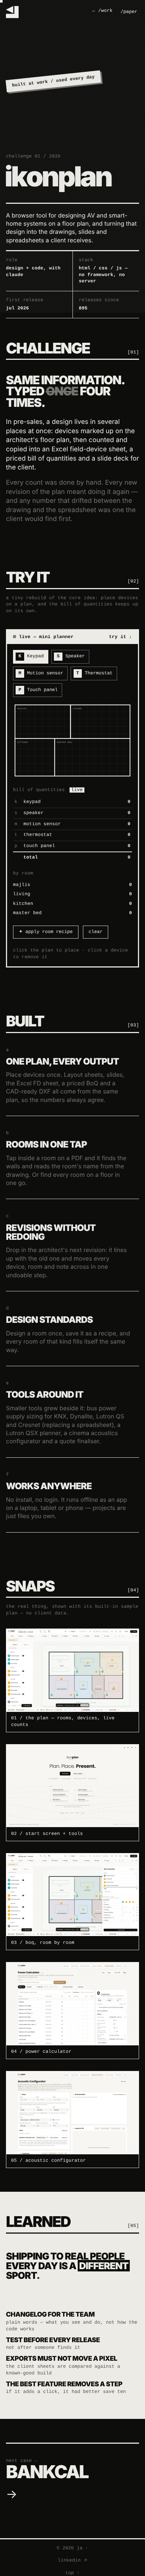 ← /work /paper
built at work / used every day
challenge 01 / 2026
ikonplan
A browser tool for designing AV and smart-
home systems on a floor plan, and turning that
design into the drawings, slides and
spreadsheets a client receives.
role
design + code, with
claude
stack
html / css / js —
no framework, no
server
first release
jul 2026
releases since
895
CHALLENGE
[01]
SAME INFORMATION.
TYPED ONCE FOUR
TIMES.
In pre-sales, a design lives in several
places at once: devices circled on the
architect's floor plan, then counted and
copied into an Excel field-device sheet, a
priced bill of quantities and a slide deck for
the client.
Every count was done by hand. Every new
revision of the plan meant doing it again —
and any number that drifted between the
drawing and the spreadsheet was one the
client would find first.
TRY IT
[02]
a tiny rebuild of the core idea: place devices
on a plan, and the bill of quantities keeps up
on its own.
live — mini planner
try it ↓
K Keypad
S Speaker
M Motion sensor
T Thermostat
P Touch panel
bill of quantities live
K keypad 0
S speaker 0
M motion sensor 0
T thermostat 0
P touch panel 0
total 0
by room
majlis 0
living 0
kitchen 0
master bed 0
✦ apply room recipe
clear
click the plan to place · click a device
to remove it
BUILT
[03]
a
ONE PLAN, EVERY OUTPUT
Place devices once. Layout sheets, slides,
the Excel FD sheet, a priced BoQ and a
CAD-ready DXF all come from the same
plan, so the numbers always agree.
b
ROOMS IN ONE TAP
Tap inside a room on a PDF and it finds the
walls and reads the room's name from the
drawing. Or find every room on a floor in
one go.
c
REVISIONS WITHOUT
REDOING
Drop in the architect's next revision: it lines
up with the old one and moves every
device, room and note across in one
undoable step.
d
DESIGN STANDARDS
Design a room once, save it as a recipe, and
every room of that kind fills itself the same
way.
e
TOOLS AROUND IT
Smaller tools grew beside it: bus power
supply sizing for KNX, Dynalite, Lutron QS
and Cresnet (replacing a spreadsheet), a
Lutron QSX planner, a cinema acoustics
configurator and a quote finaliser.
f
WORKS ANYWHERE
No install, no login. It runs offline as an app
on a laptop, tablet or phone — projects are
just files you own.
SNAPS
[04]
the real thing, shown with its built-in sample
plan — no client data.
01 / the plan — rooms, devices, live
counts
Plan. Place. Present.
02 / start screen + tools
03 / boq, room by room
Power Calculator
04 / power calculator
Acoustic Configurator
05 / acoustic configurator
LEARNED
[05]
SHIPPING TO REAL PEOPLE
EVERY DAY IS A DIFFERENT
SPORT.
CHANGELOG FOR THE TEAM
plain words — what you see and do, not how the
code works
TEST BEFORE EVERY RELEASE
not after someone finds it
EXPORTS MUST NOT MOVE A PIXEL
the client sheets are compared against a
known-good build
THE BEST FEATURE REMOVES A STEP
if it adds a click, it had better save ten
next case —
BANKCAL
→
© 2026 ja ·
linkedin ↗
top ↑